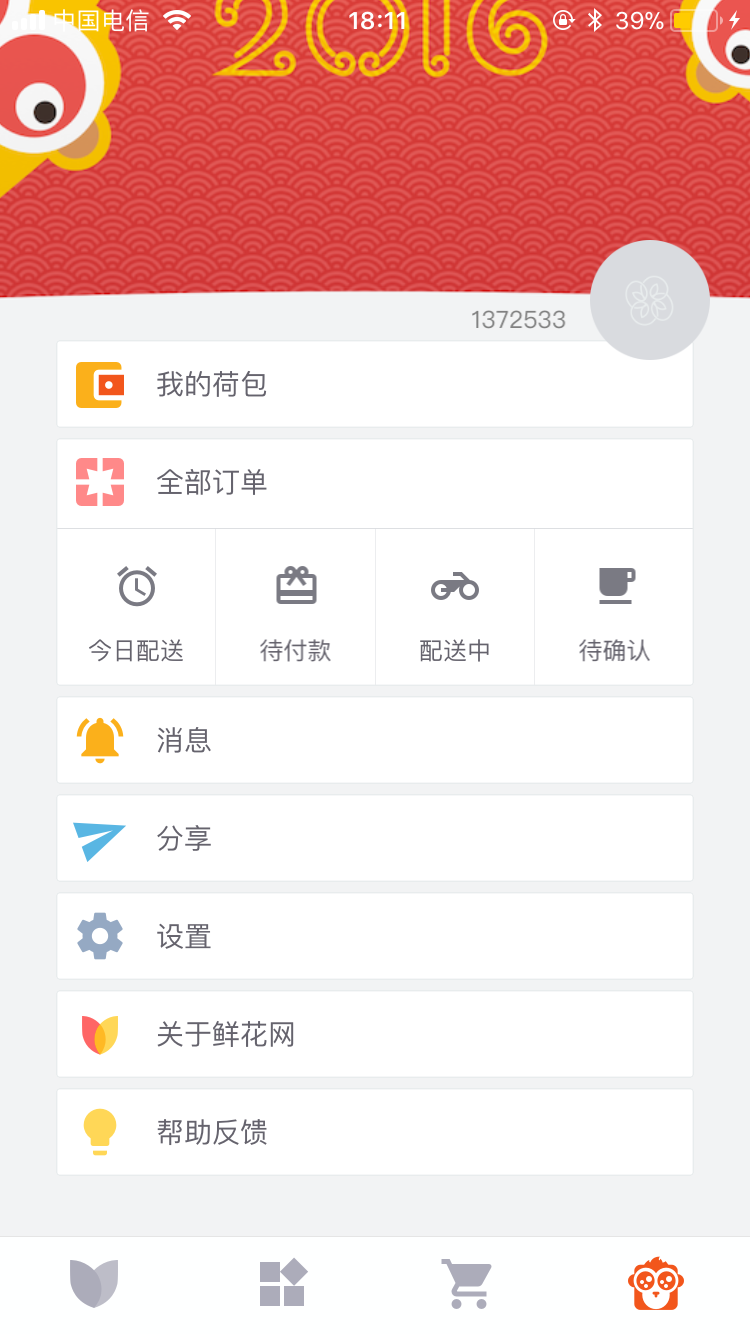 中国电信
18:11
39%
2016
1372533
我的荷包
全部订单
今日配送
待付款
配送中
待确认
消息
分享
设置
关于鲜花网
帮助反馈